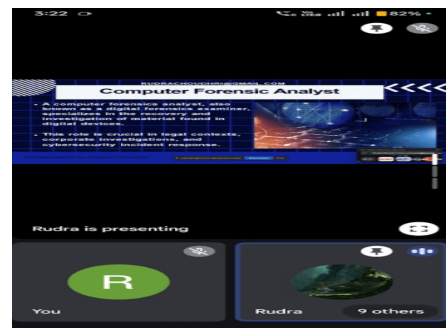 3:22
82%
RUDRACHOUDHRI@GMAIL.COM
Computer Forensic Analyst
• A computer forensics analyst, also
known as a digital forensics examiner,
specializes in the recovery and
investigation of material found in
digital devices.
• This role is crucial in legal contexts,
corporate investigations, and
cybersecurity incident response.
Rudra is presenting
R
You
Rudra
9 others